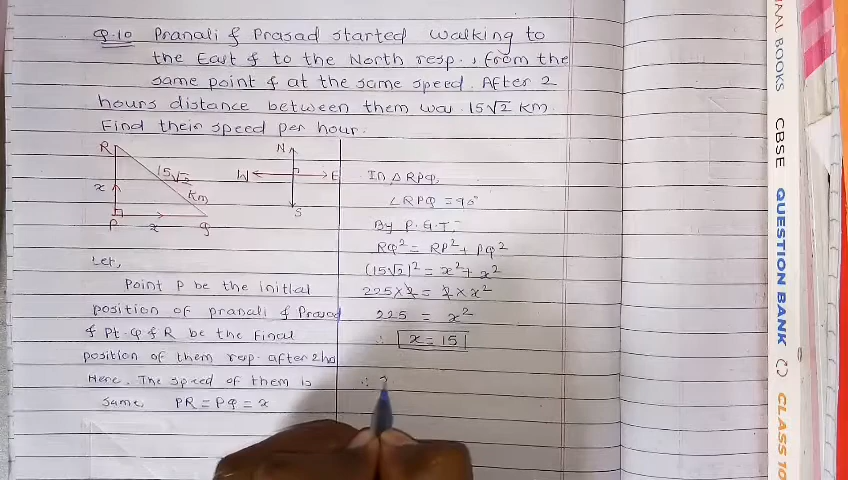 Q.10 Pranali & Prasad started walking to
the East & to the North resp., from the
same point & at the same speed. After 2
hours distance between them was 15√2 Km.
Find their speed per hour.
R
15√2
Km
x
P
x
Q
N
W
E
S
Let,
Point P be the initial
position of pranali & Prasad
& Pt. Q & R be the Final
position of them resp. after 2 hrs
Here, The speed of them is
same, PR = PQ = x
In △ RPQ,
∠RPQ = 90°
By P.G.T.,
RQ² = RP² + PQ²
(15√2)² = x² + x²
225 × 2 = 2 × x²
225 = x²
∴ x = 15
∴
NAAL BOOKS CBSE QUESTION BANK CLASS 10